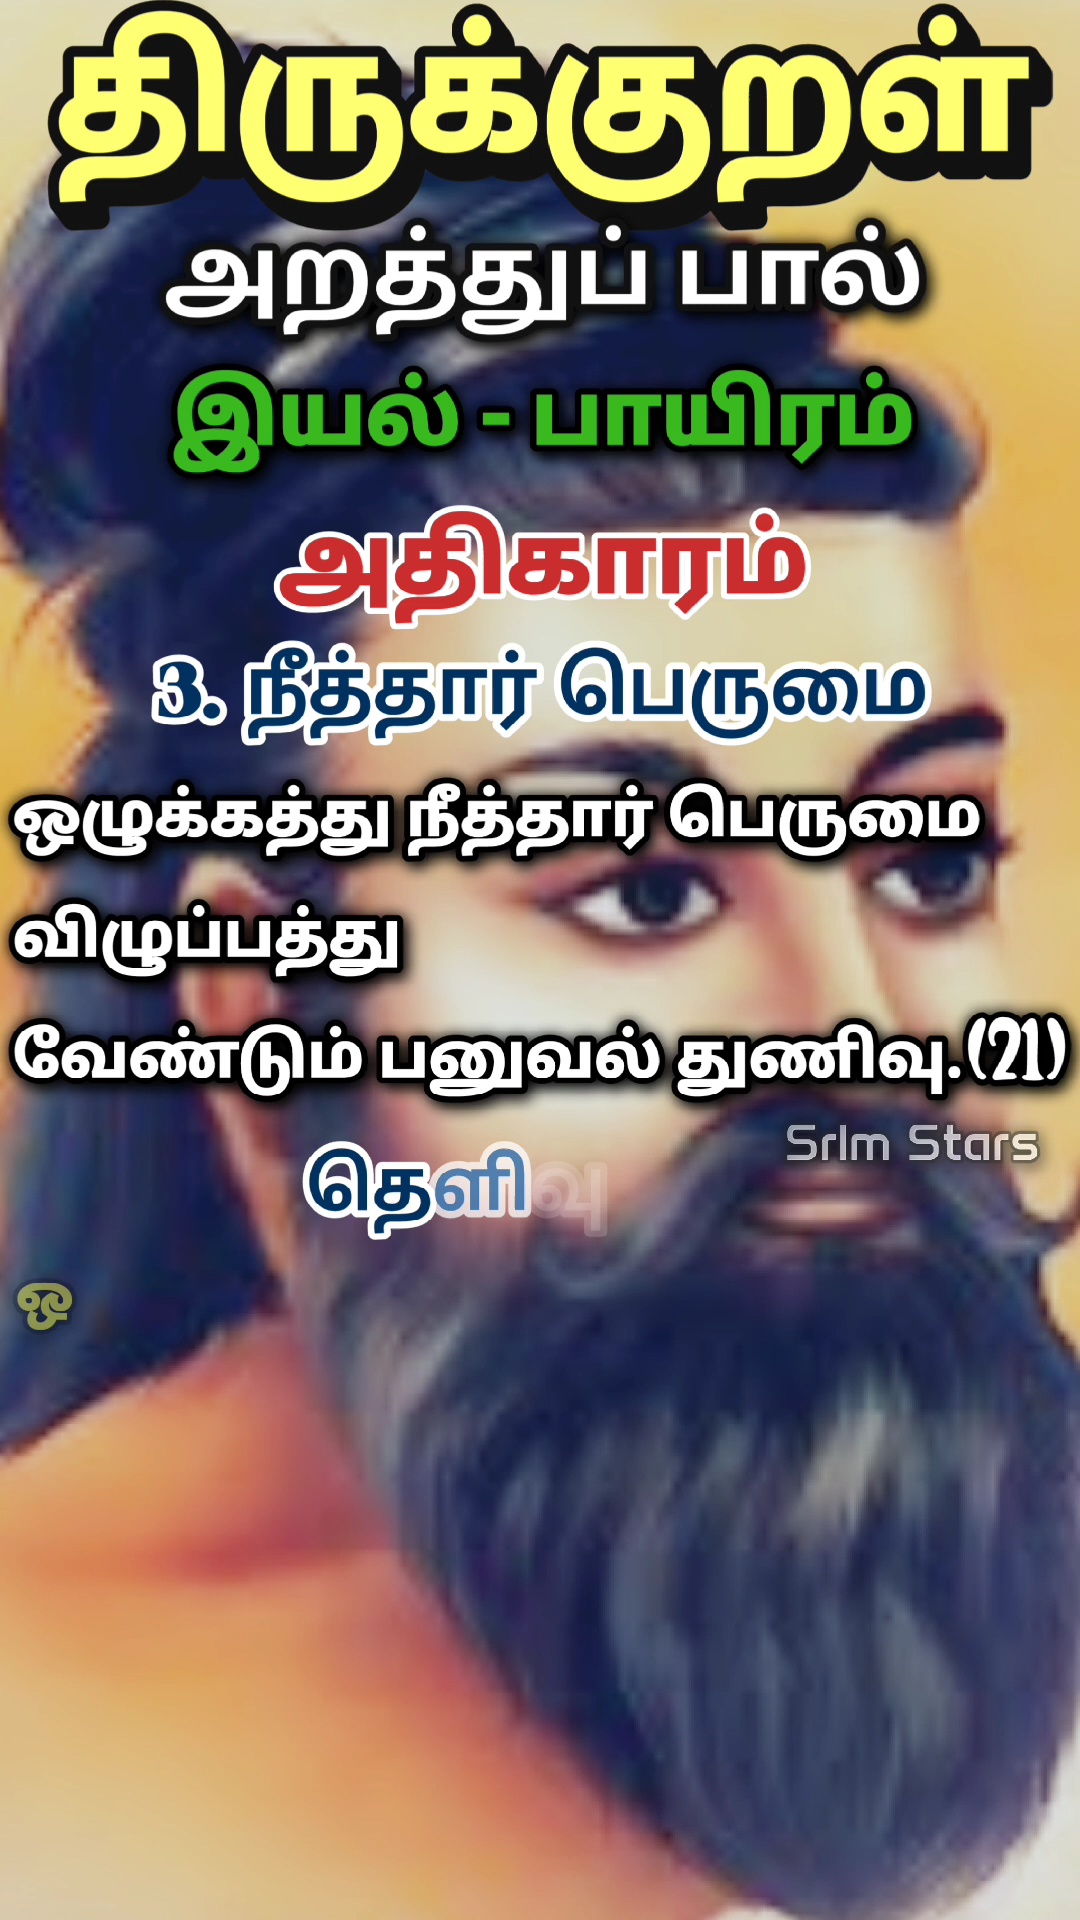 திருக்குறள்
அறத்துப் பால்
இயல் - பாயிரம்
அதிகாரம்
3. நீத்தார் பெருமை
ஒழுக்கத்து நீத்தார் பெருமை
விழுப்பத்து
வேண்டும் பனுவல் துணிவு.(21)
Srlm Stars
தெளிவு
ஒ